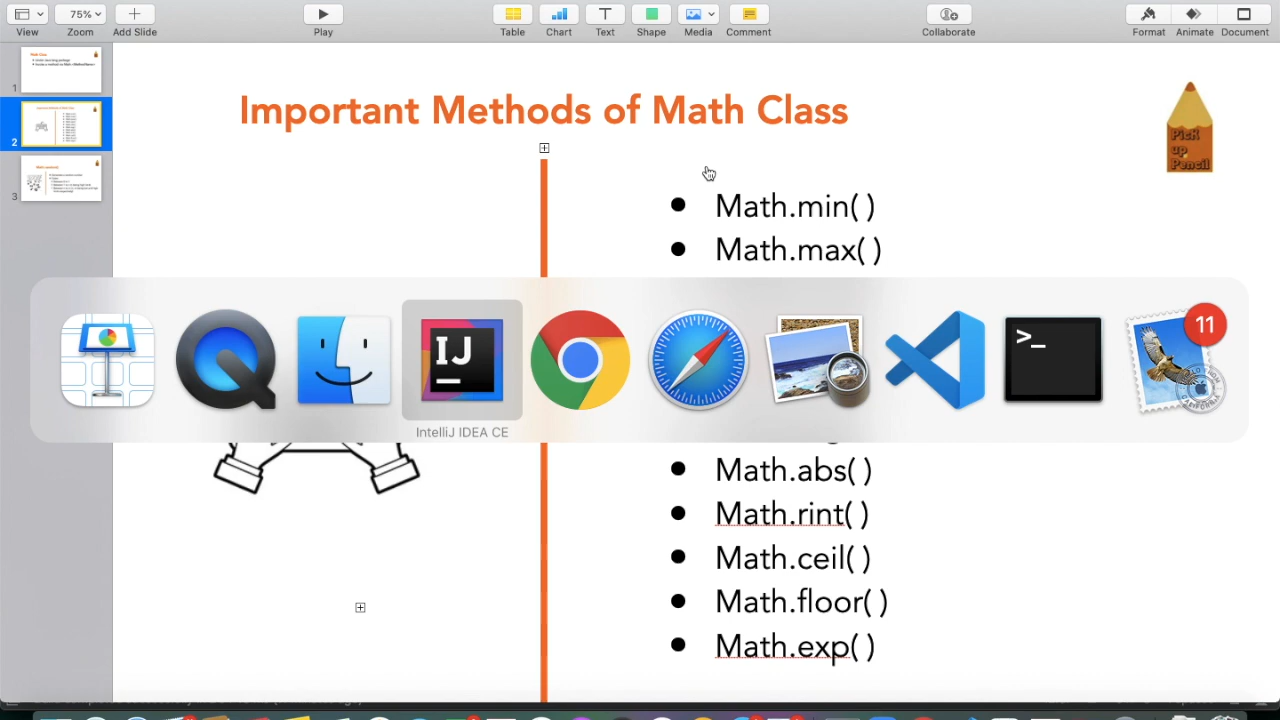 75%
View
Zoom
Add Slide
Play
Table
Chart
Text
Shape
Media
Comment
Collaborate
Format
Animate
Document
1
2
3
Important Methods of Math Class
Pick
up
Pencil
• Math.min( )
• Math.max( )
IJ
>_
11
IntelliJ IDEA CE
• Math.abs( )
• Math.rint( )
• Math.ceil( )
• Math.floor( )
• Math.exp( )